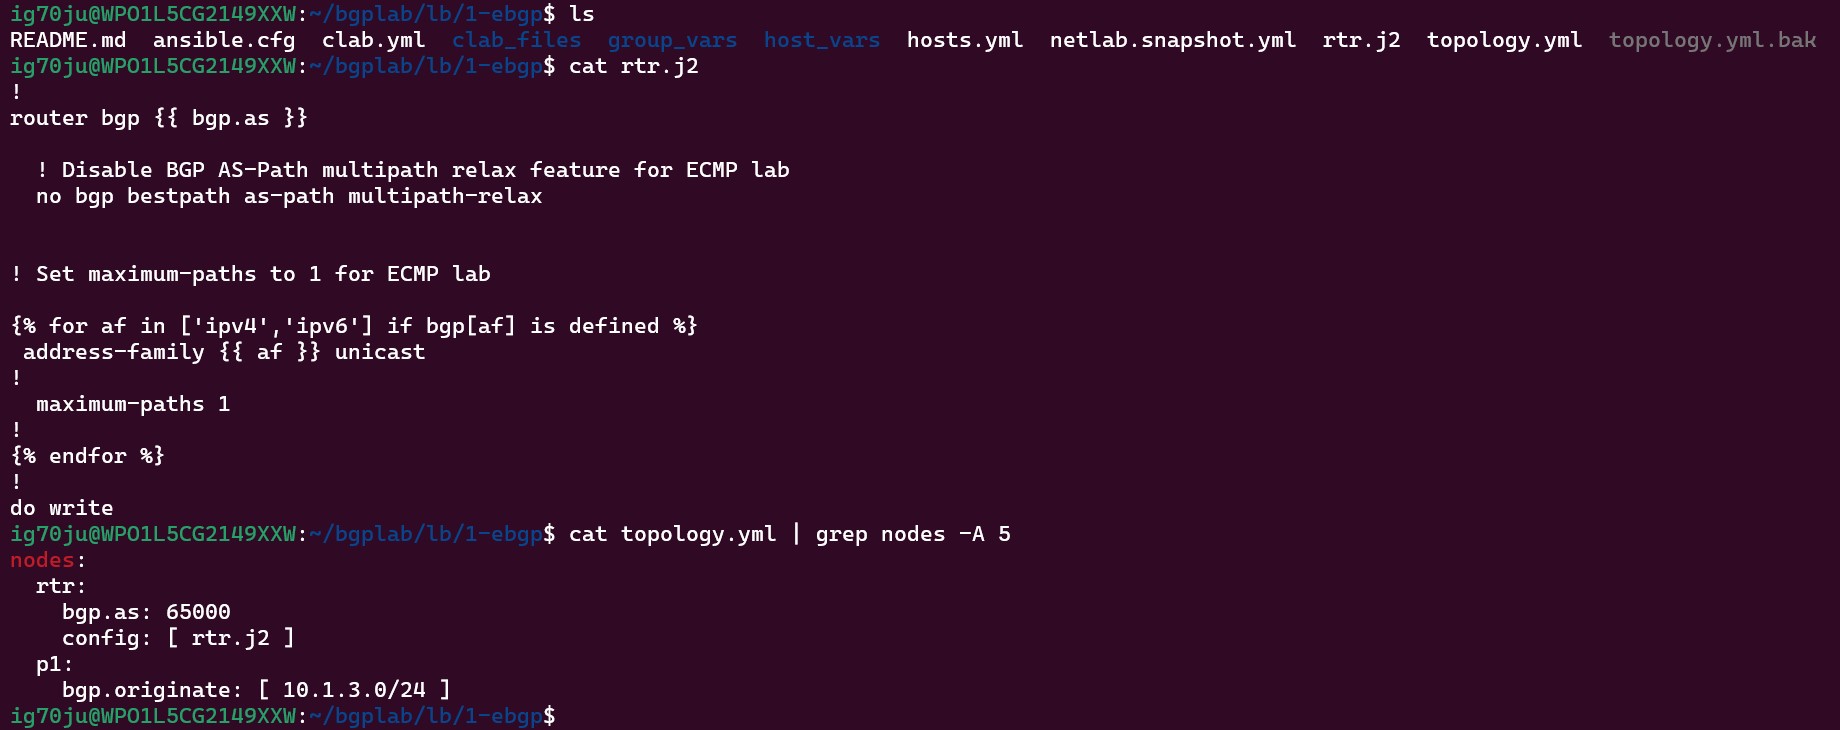 ig70ju@WPO1L5CG2149XXW:~/bgplab/lb/1-ebgp$ ls
README.md  ansible.cfg  clab.yml  clab_files  group_vars  host_vars  hosts.yml  netlab.snapshot.yml  rtr.j2  topology.yml  topology.yml.bak
ig70ju@WPO1L5CG2149XXW:~/bgplab/lb/1-ebgp$ cat rtr.j2
!
router bgp {{ bgp.as }}

  ! Disable BGP AS-Path multipath relax feature for ECMP lab
  no bgp bestpath as-path multipath-relax


! Set maximum-paths to 1 for ECMP lab

{% for af in ['ipv4','ipv6'] if bgp[af] is defined %}
 address-family {{ af }} unicast
!
  maximum-paths 1
!
{% endfor %}
!
do write
ig70ju@WPO1L5CG2149XXW:~/bgplab/lb/1-ebgp$ cat topology.yml | grep nodes -A 5
nodes:
  rtr:
    bgp.as: 65000
    config: [ rtr.j2 ]
  p1:
    bgp.originate: [ 10.1.3.0/24 ]
ig70ju@WPO1L5CG2149XXW:~/bgplab/lb/1-ebgp$